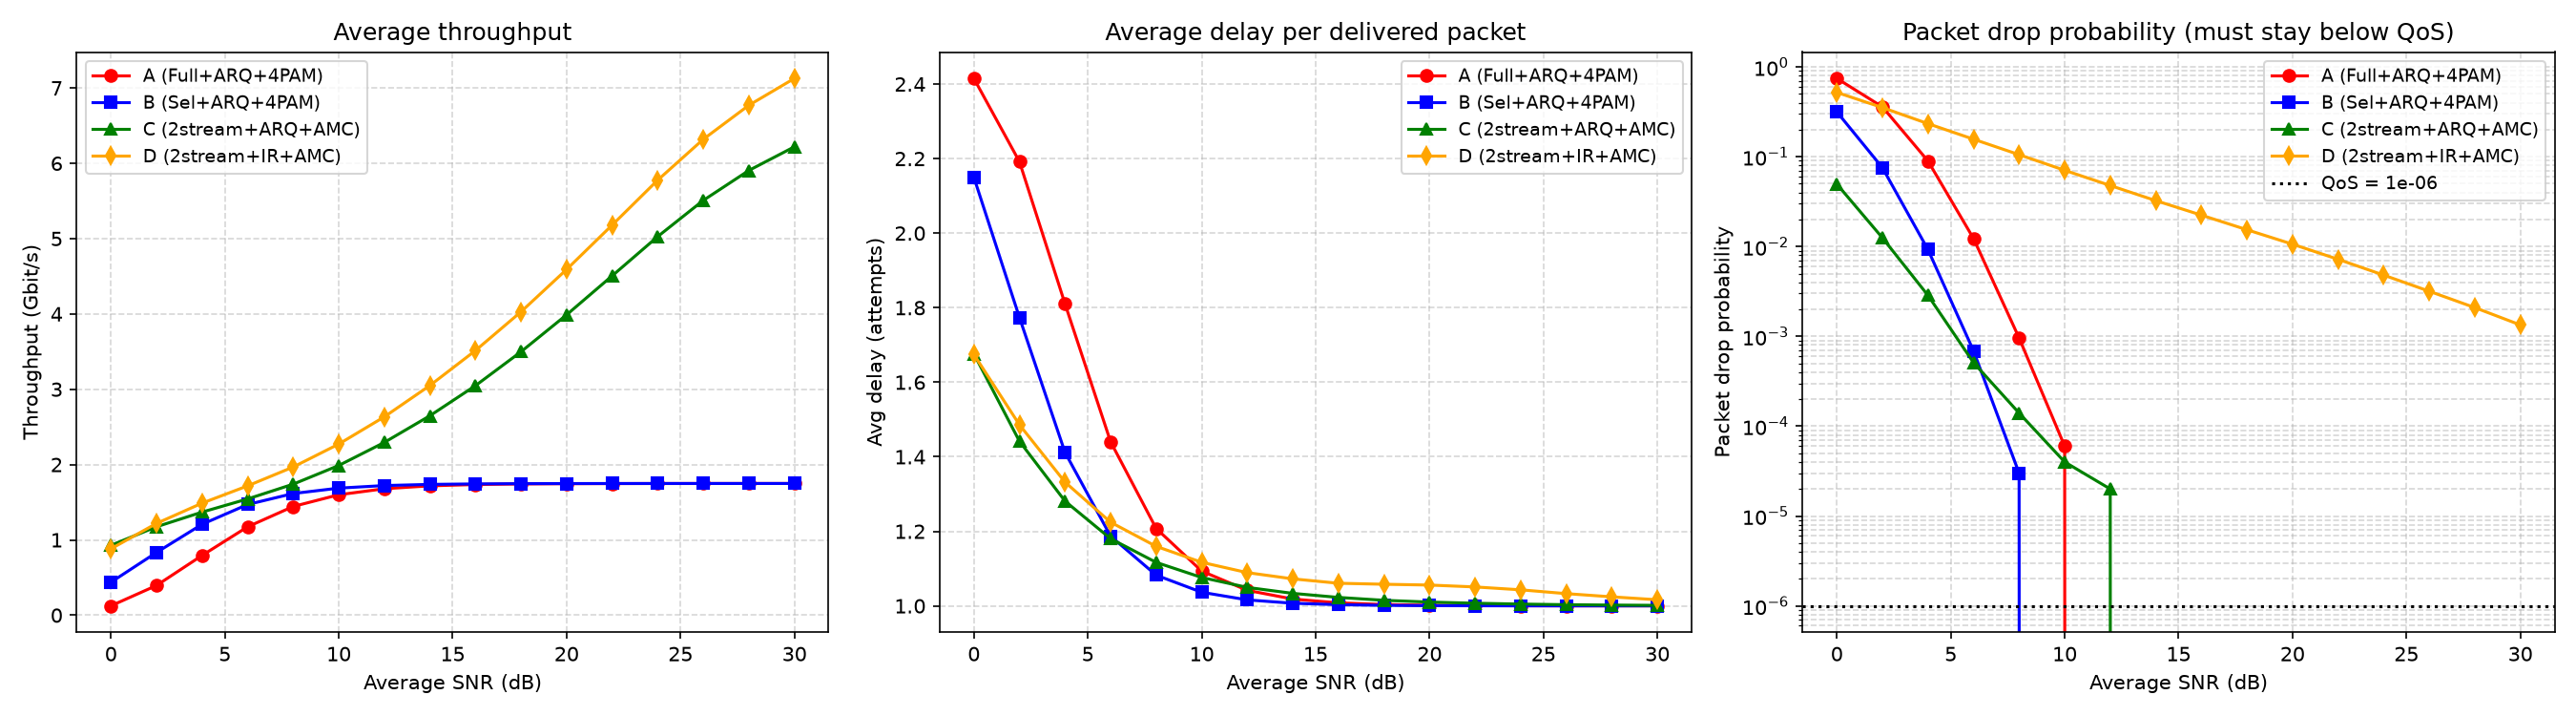 Average throughput
Throughput (Gbit/s)
7
6
5
4
3
2
1
0
A (Full+ARQ+4PAM)
B (Sel+ARQ+4PAM)
C (2stream+ARQ+AMC)
D (2stream+IR+AMC)
0 5 10 15 20 25 30
Average SNR (dB)
Average delay per delivered packet
Avg delay (attempts)
2.4
2.2
2.0
1.8
1.6
1.4
1.2
1.0
A (Full+ARQ+4PAM)
B (Sel+ARQ+4PAM)
C (2stream+ARQ+AMC)
D (2stream+IR+AMC)
0 5 10 15 20 25 30
Average SNR (dB)
Packet drop probability (must stay below QoS)
Packet drop probability
10⁰
10⁻¹
10⁻²
10⁻³
10⁻⁴
10⁻⁵
10⁻⁶
A (Full+ARQ+4PAM)
B (Sel+ARQ+4PAM)
C (2stream+ARQ+AMC)
D (2stream+IR+AMC)
QoS = 1e-06
0 5 10 15 20 25 30
Average SNR (dB)